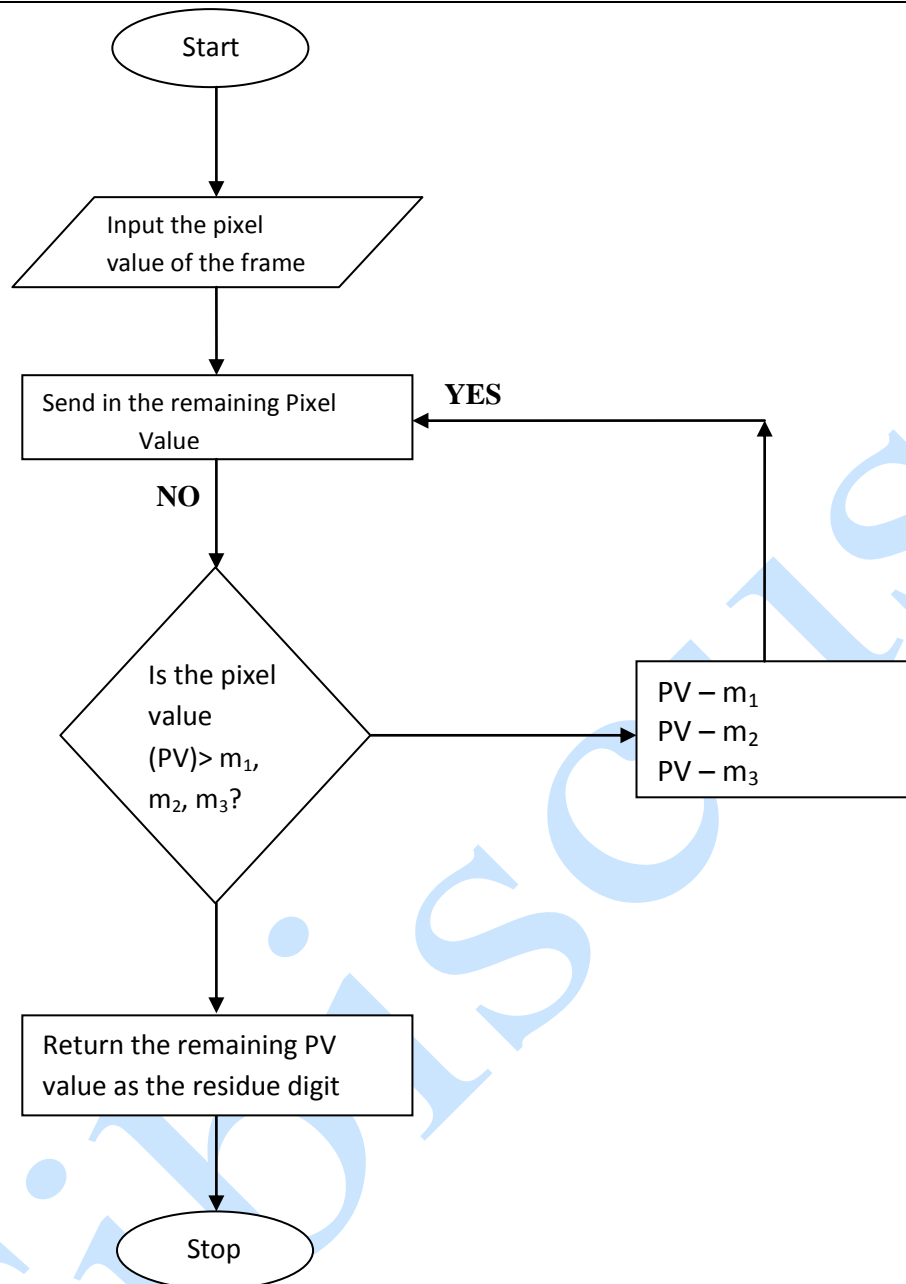 Start
Input the pixel
value of the frame
Send in the remaining Pixel
Value
YES
NO
Is the pixel
value
(PV)> m₁,
m₂, m₃?
PV – m₁
PV – m₂
PV – m₃
Return the remaining PV
value as the residue digit
Stop